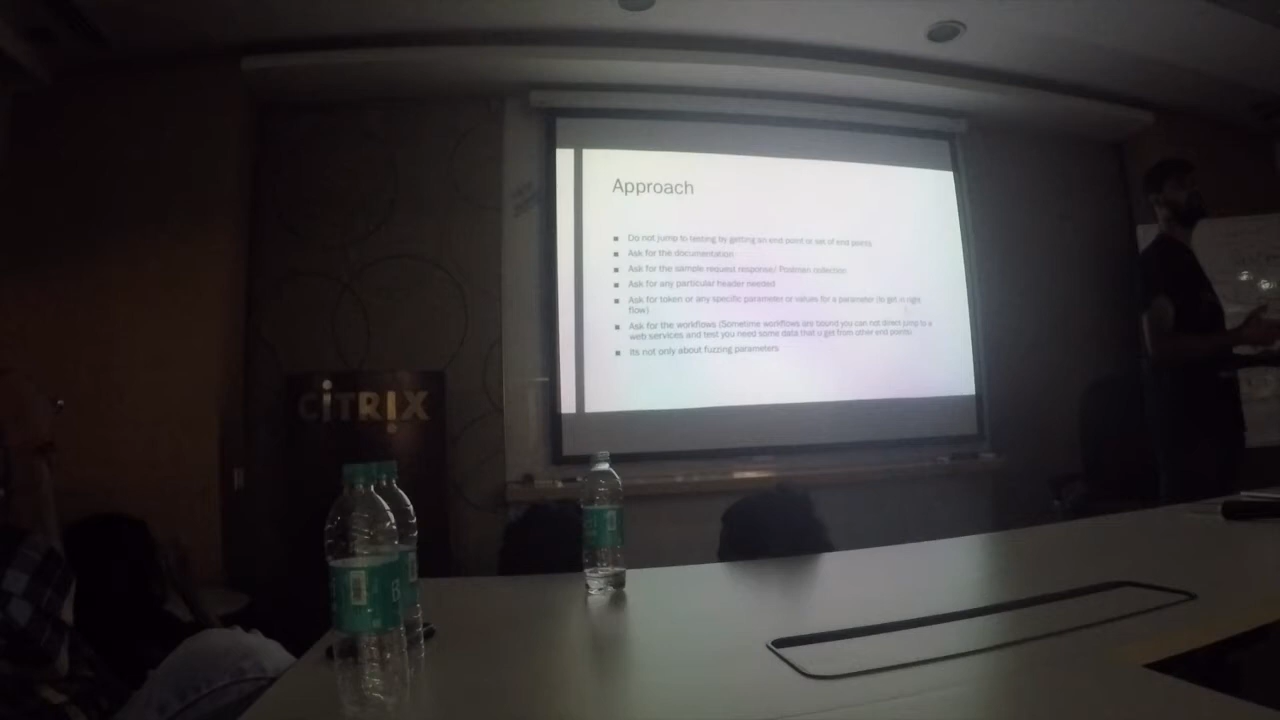 Approach
Do not jump to testing by getting an end point or set of end points
Ask for the documentation
Ask for the sample request response/ Postman collection
Ask for any particular header needed
Ask for token or any specific parameter or values for a parameter (to get in right
flow)
Ask for the workflows (Sometime workflows are you can not direct jump to a
web services and test you need some data that u get from other end points)
Its not only about fuzzing parameters
CİTRİX
B